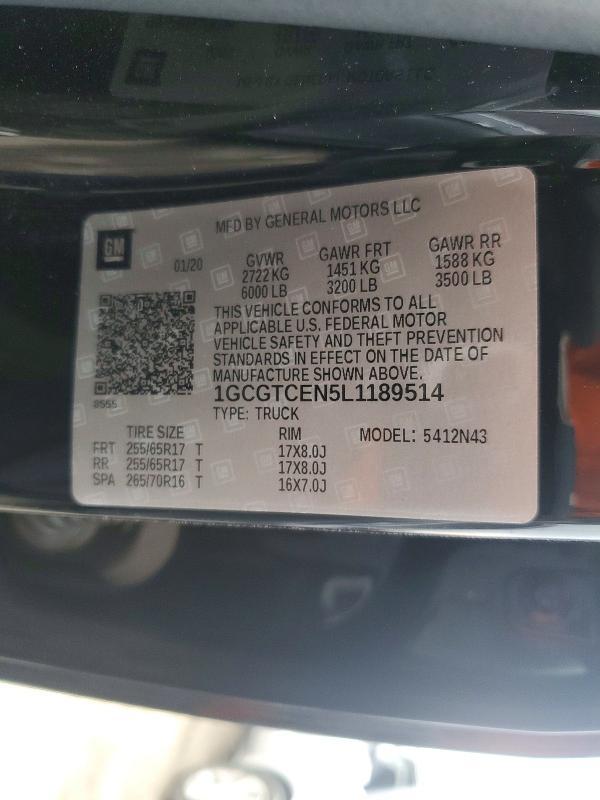 MFD BY GENERAL MOTORS LLC
GM
01/20
GVWR GAWR FRT GAWR RR
2722 KG 1451 KG 1588 KG
6000 LB 3200 LB 3500 LB
THIS VEHICLE CONFORMS TO ALL
APPLICABLE U.S. FEDERAL MOTOR
VEHICLE SAFETY AND THEFT PREVENTION
STANDARDS IN EFFECT ON THE DATE OF
MANUFACTURE SHOWN ABOVE.
1GCGTCEN5L1189514
8555
TYPE: TRUCK
TIRE SIZE RIM MODEL: 5412N43
FRT 255/65R17 T 17X8.0J
RR 255/65R17 T 17X8.0J
SPA 265/70R16 T 16X7.0J